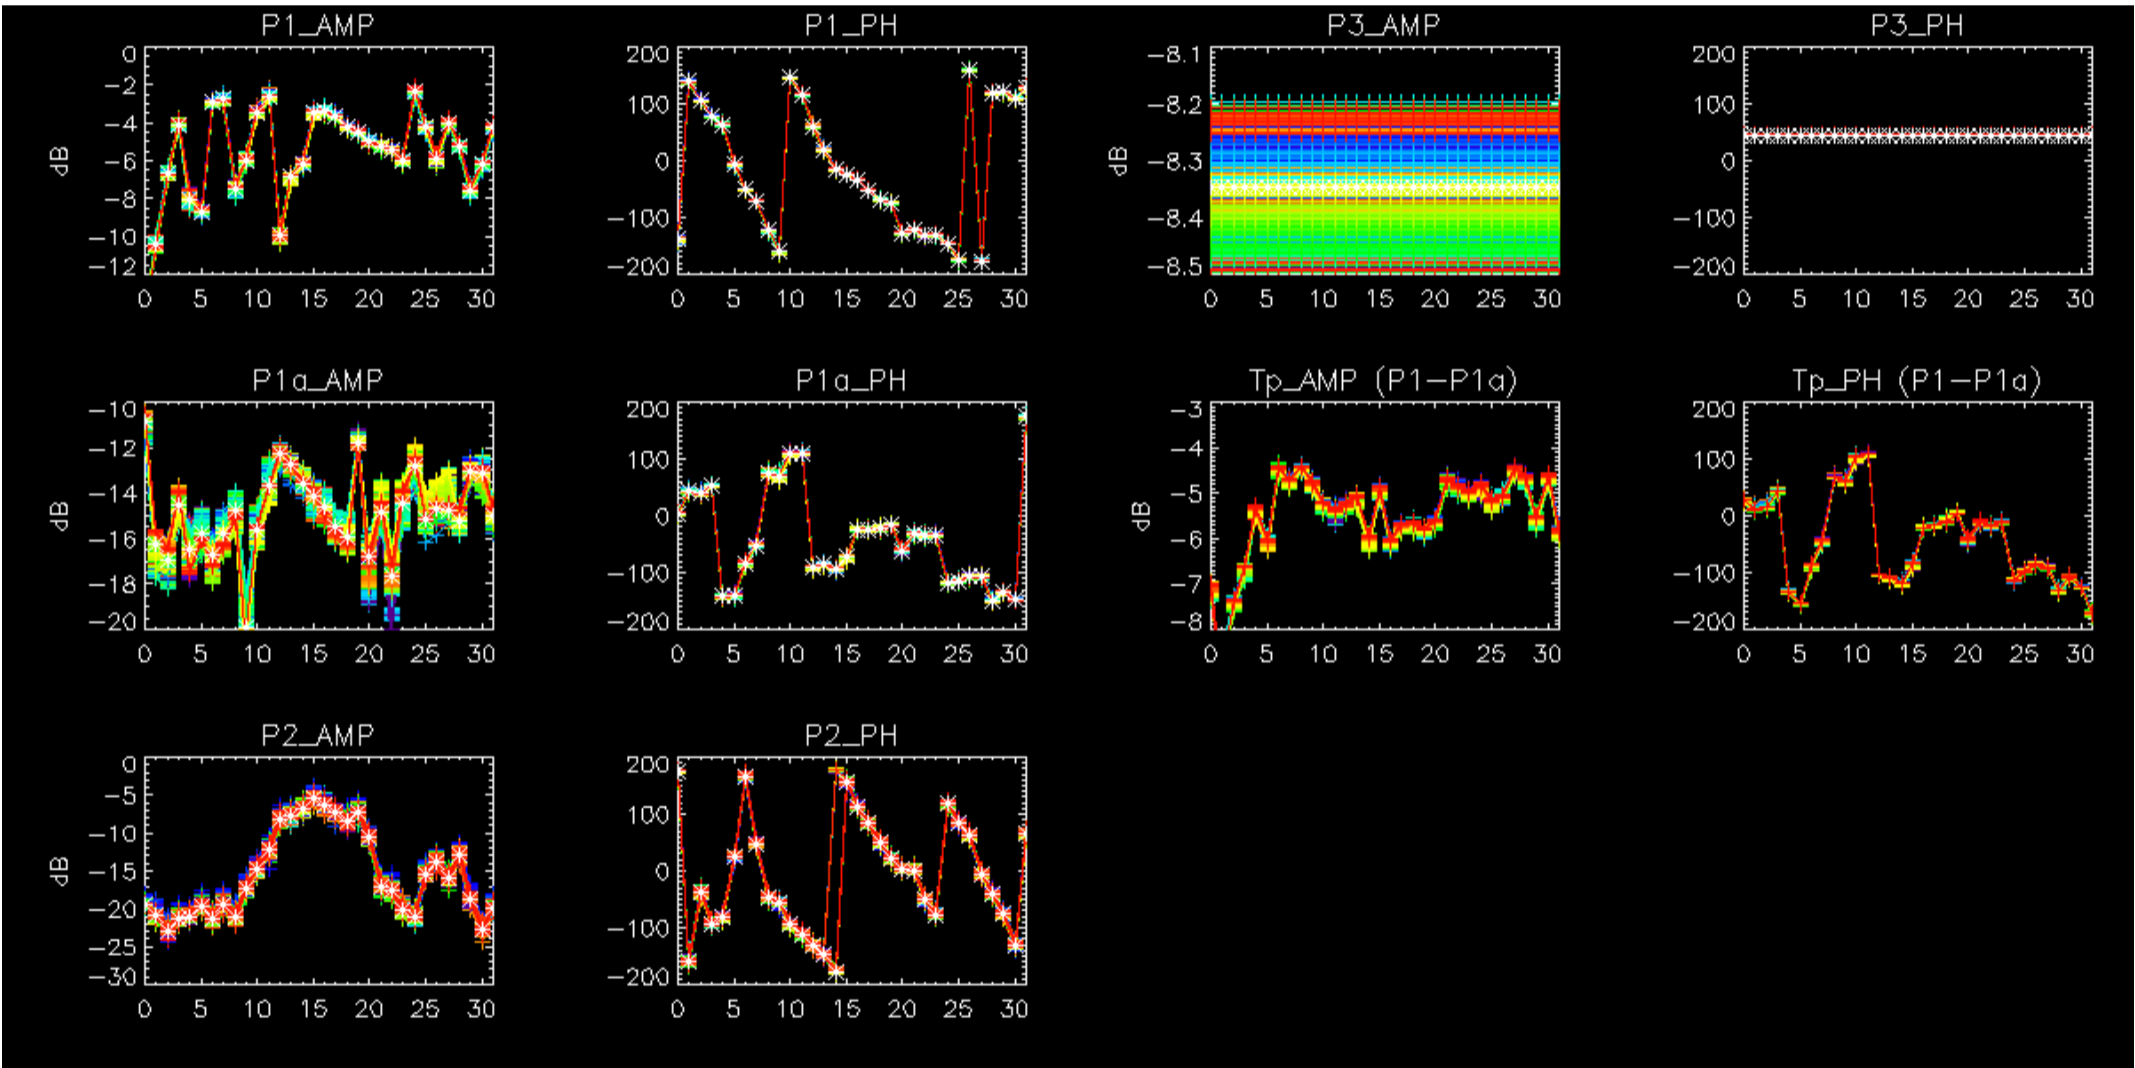 P1_AMP P1_PH P3_AMP P3_PH
0 200 -8.1 200
-2 100 -8.2 100
-4 0 -8.3 0
-6 -100 -8.4 -100
-8 -200 -8.5 -200
-10
-12
dB dB
0 5 10 15 20 25 30 0 5 10 15 20 25 30 0 5 10 15 20 25 30 0 5 10 15 20 25 30
P1a_AMP P1a_PH Tp_AMP (P1-P1a) Tp_PH (P1-P1a)
-10 200 -3 200
-12 100 -4 100
-14 0 -5 0
-16 -100 -6 -100
-18 -200 -7 -200
-20 -8
dB dB
0 5 10 15 20 25 30 0 5 10 15 20 25 30 0 5 10 15 20 25 30 0 5 10 15 20 25 30
P2_AMP P2_PH
0 200
-5 100
-10 0
-15 -100
-20 -200
-25
-30
dB
0 5 10 15 20 25 30 0 5 10 15 20 25 30